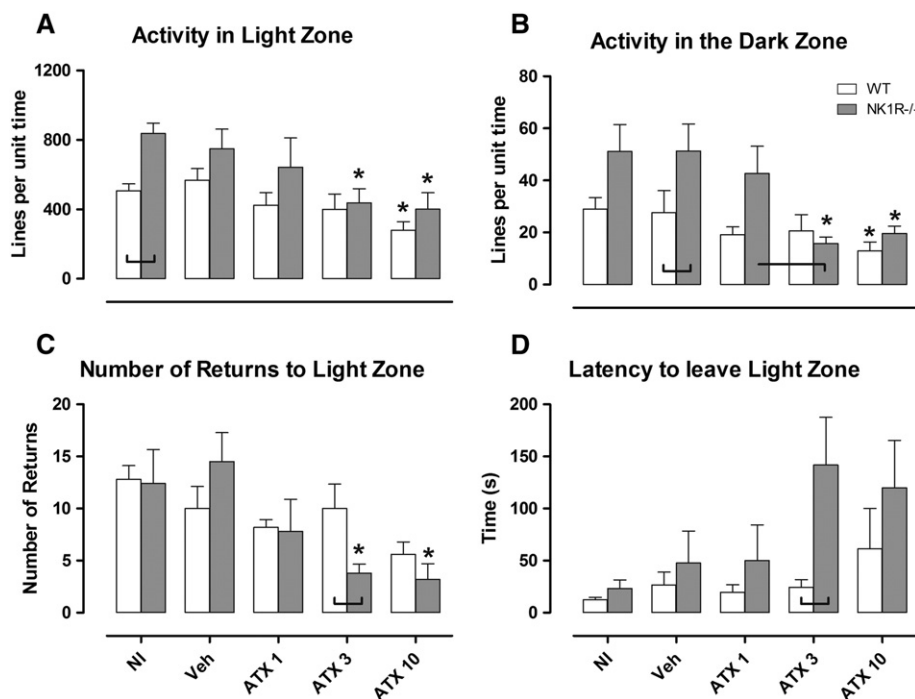 A
Activity in Light Zone
Lines per unit time
1200
800
400
0
*
*
*
B
Activity in the Dark Zone
Lines per unit time
80
60
40
20
0
WT
NK1R-/-
*
*
*
C
Number of Returns to Light Zone
Number of Returns
20
15
10
5
0
*
*
NI
Veh
ATX 1
ATX 3
ATX 10
D
Latency to leave Light Zone
Time (s)
200
150
100
50
0
NI
Veh
ATX 1
ATX 3
ATX 10